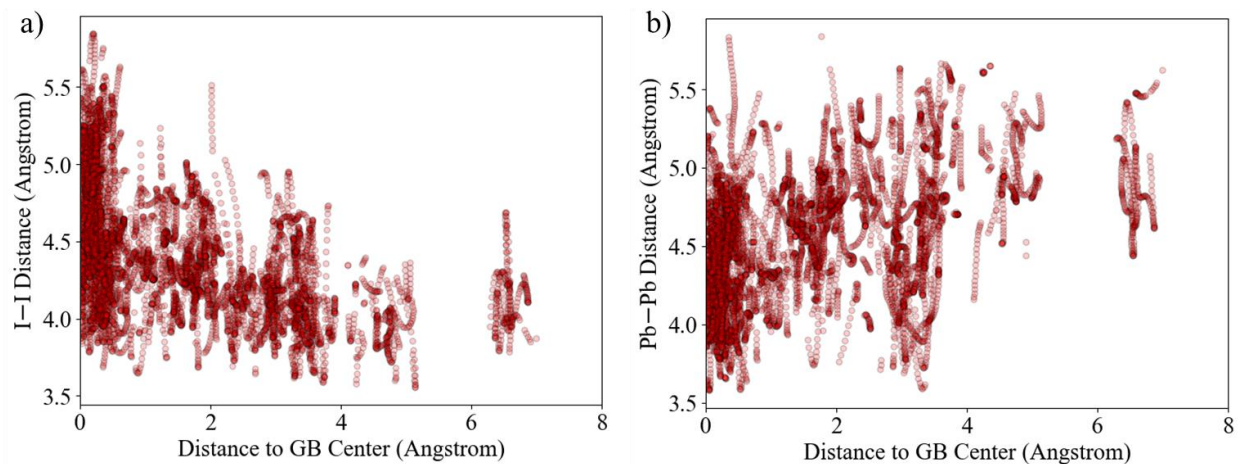 a)
I−I Distance (Angstrom)
5.5
5.0
4.5
4.0
3.5
0 2 4 6 8
Distance to GB Center (Angstrom)
b)
Pb−Pb Distance (Angstrom)
5.5
5.0
4.5
4.0
3.5
0 2 4 6 8
Distance to GB Center (Angstrom)